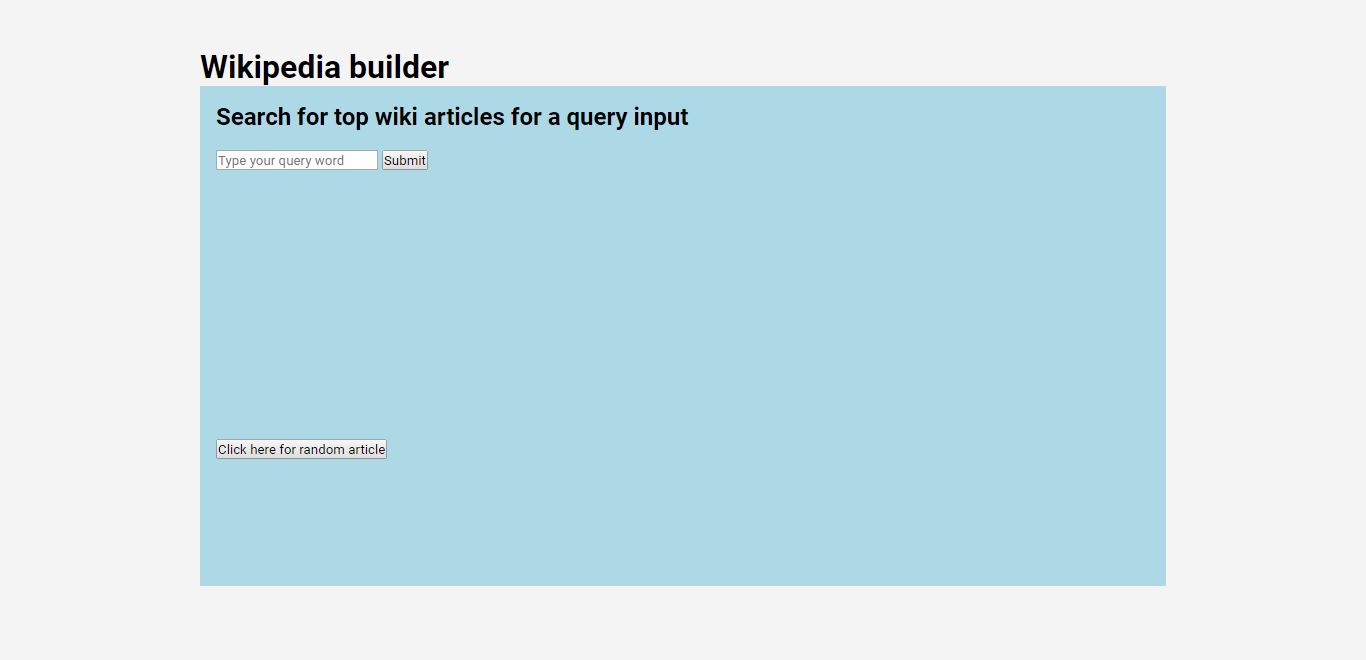 Wikipedia builder
Search for top wiki articles for a query input
Type your query word Submit
Click here for random article